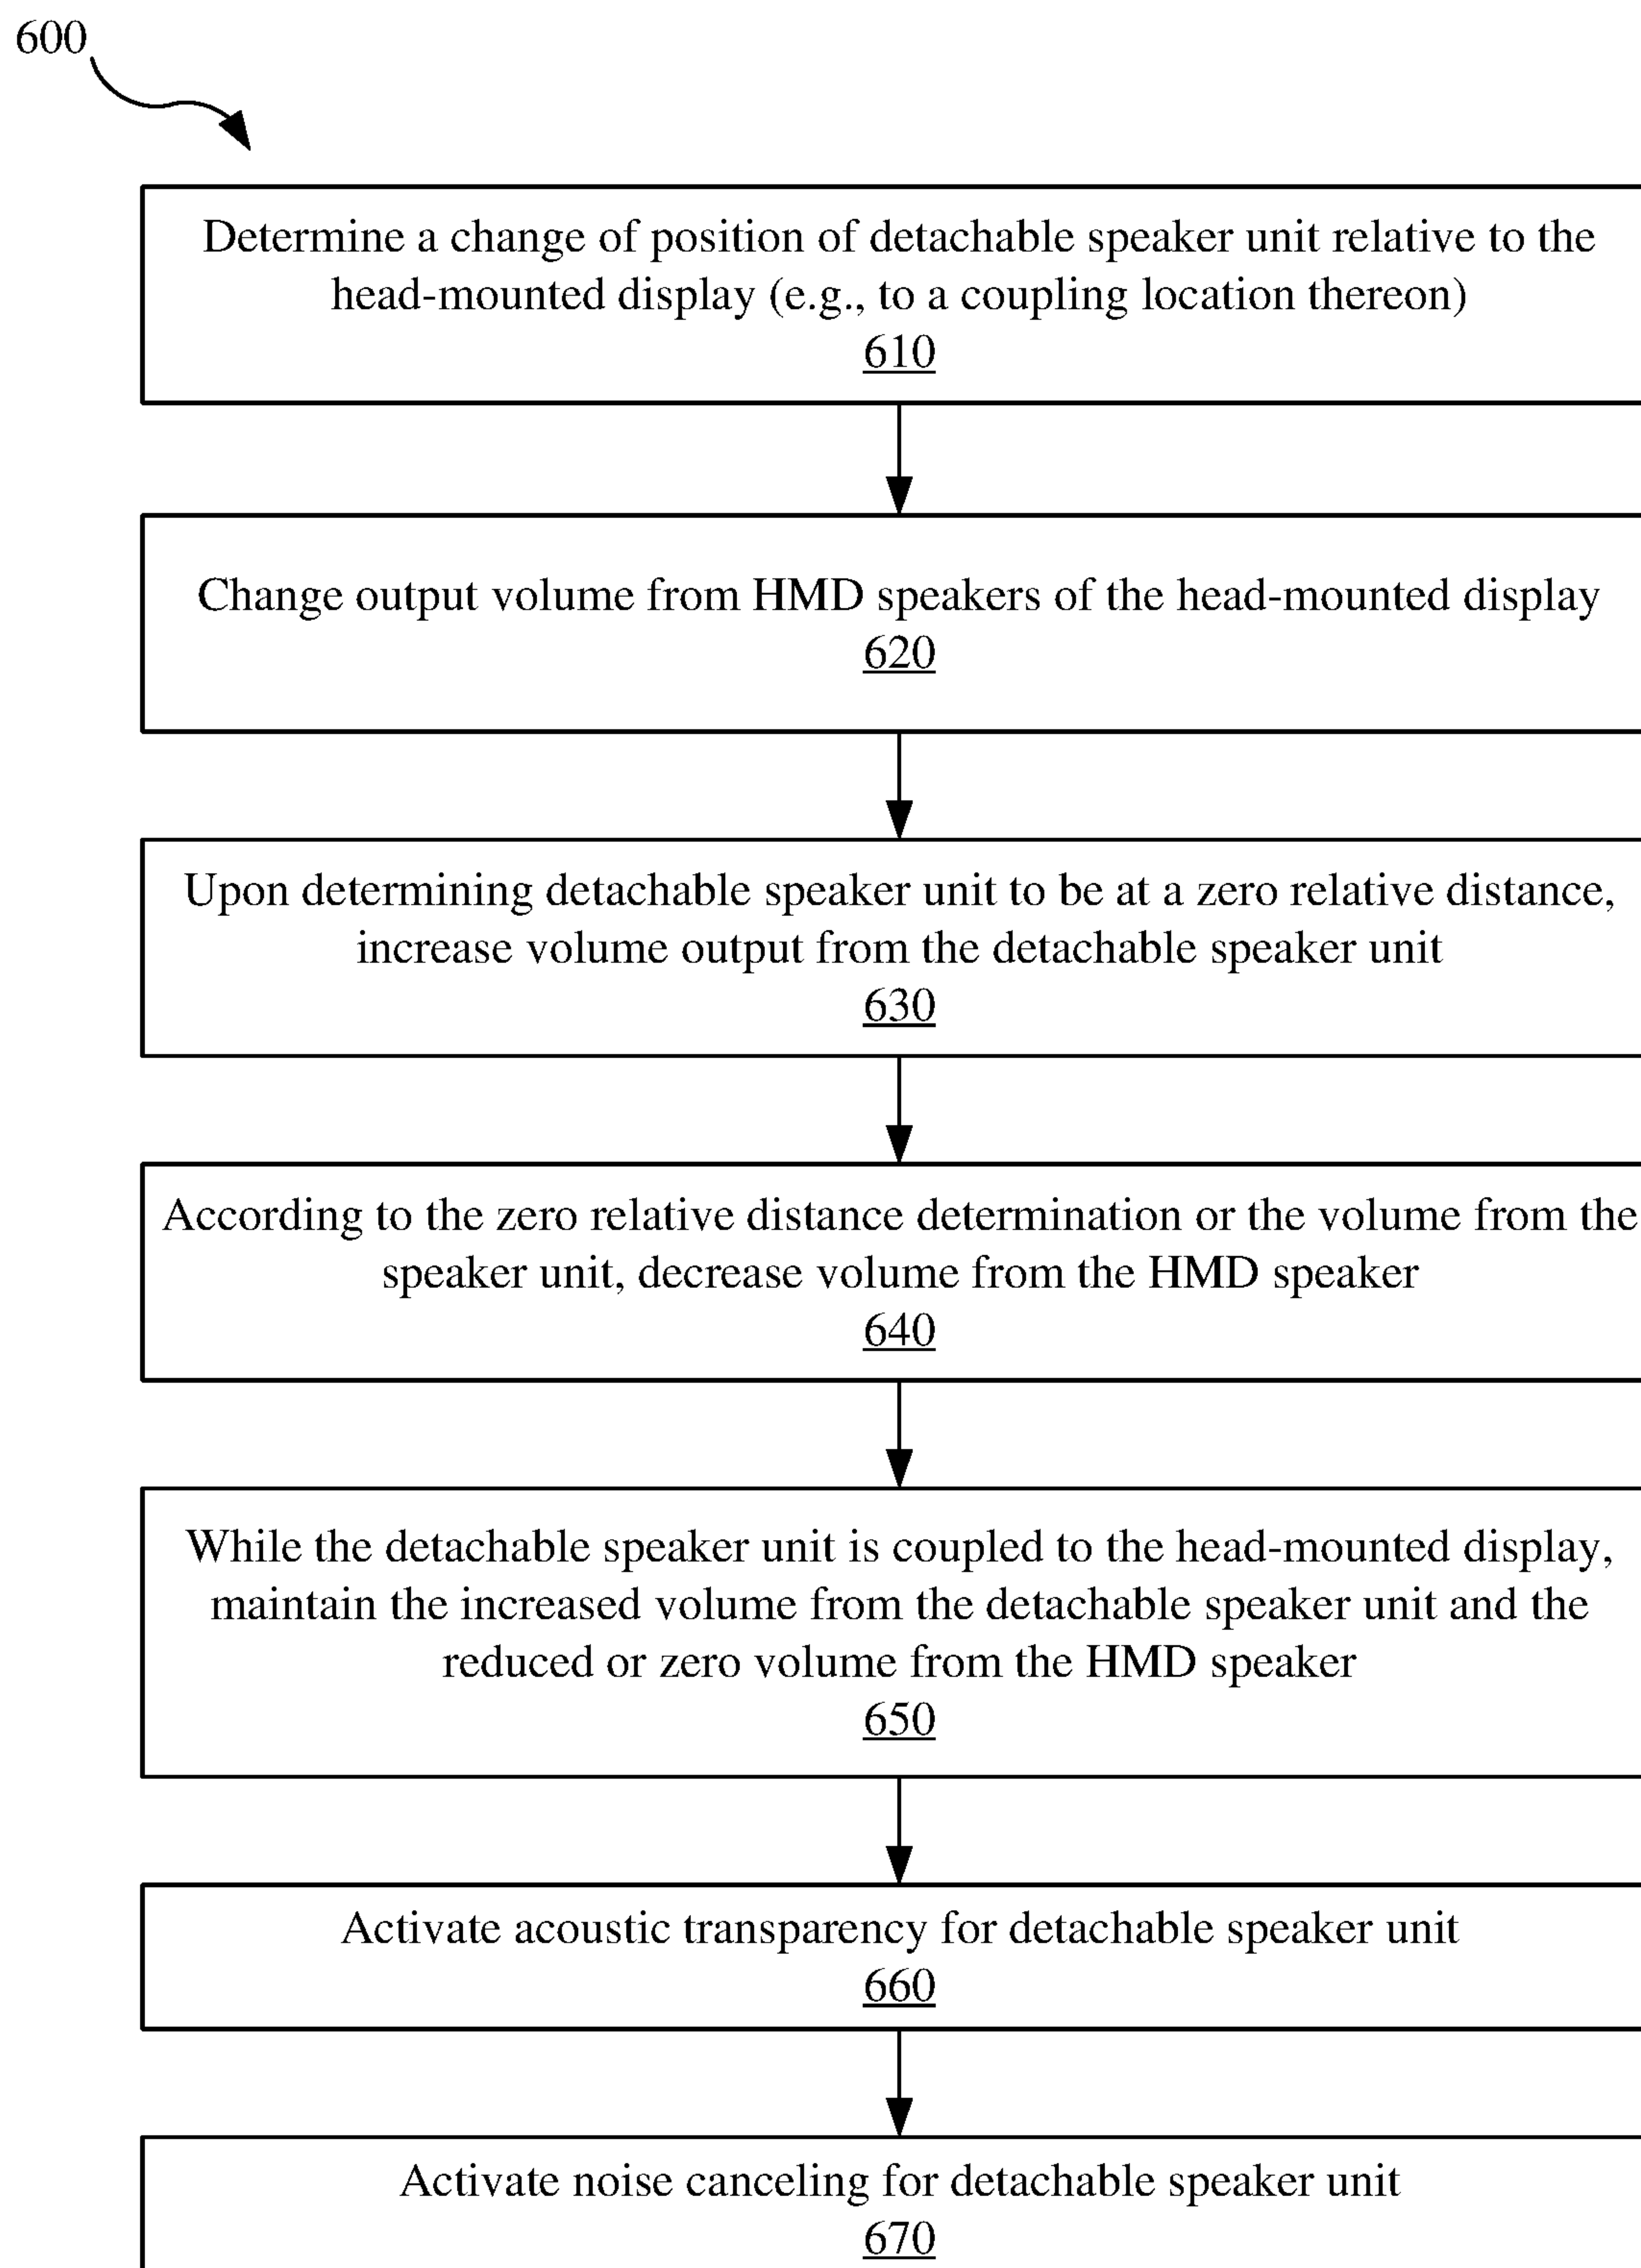 600
Determine a change of position of detachable speaker unit relative to the
head-mounted display (e.g., to a coupling location thereon)
610
Change output volume from HMD speakers of the head-mounted display
620
Upon determining detachable speaker unit to be at a zero relative distance,
increase volume output from the detachable speaker unit
630
According to the zero relative distance determination or the volume from the
speaker unit, decrease volume from the HMD speaker
640
While the detachable speaker unit is coupled to the head-mounted display,
maintain the increased volume from the detachable speaker unit and the
reduced or zero volume from the HMD speaker
650
Activate acoustic transparency for detachable speaker unit
660
Activate noise canceling for detachable speaker unit
670